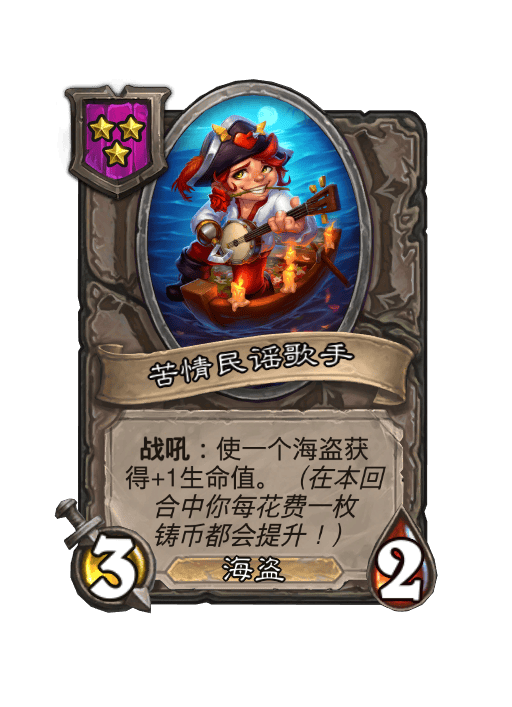 苦情民谣歌手
战吼：使一个海盗获
得+1生命值。（在本回
合中你每花费一枚
铸币都会提升！）
3
海盗
2